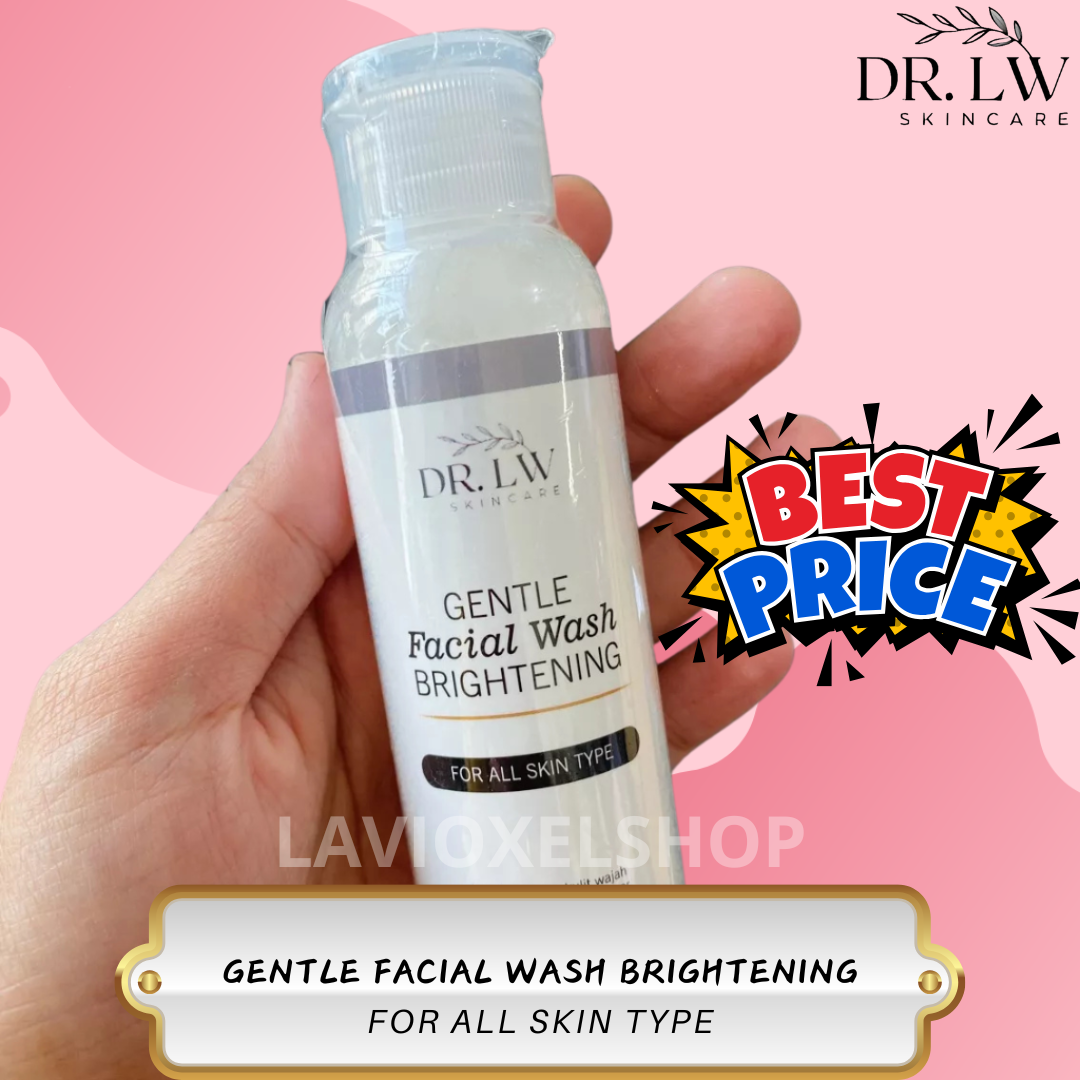 DR. LW
SKINCARE
DR. LW
SKINCARE
GENTLE
Facial Wash
BRIGHTENING
FOR ALL SKIN TYPE
BEST
PRICE
LAVIOXELSHOP
wajah
GENTLE FACIAL WASH BRIGHTENING
FOR ALL SKIN TYPE